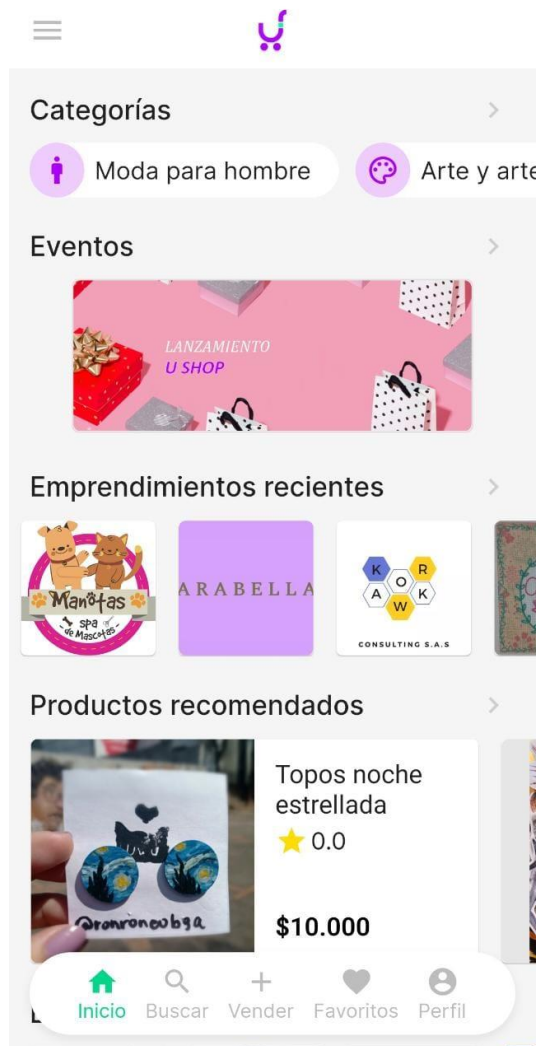 Categorías
Moda para hombre
Arte y arte
Eventos
LANZAMIENTO
U SHOP
Emprendimientos recientes
Manotas
SPA
de Mascotas
ARABELLA
K
R
O
A
K
W
CONSULTING S.A.S
Productos recomendados
Topos noche
estrellada
0.0
@ronroneobga
$10.000
Inicio
Buscar
Vender
Favoritos
Perfil